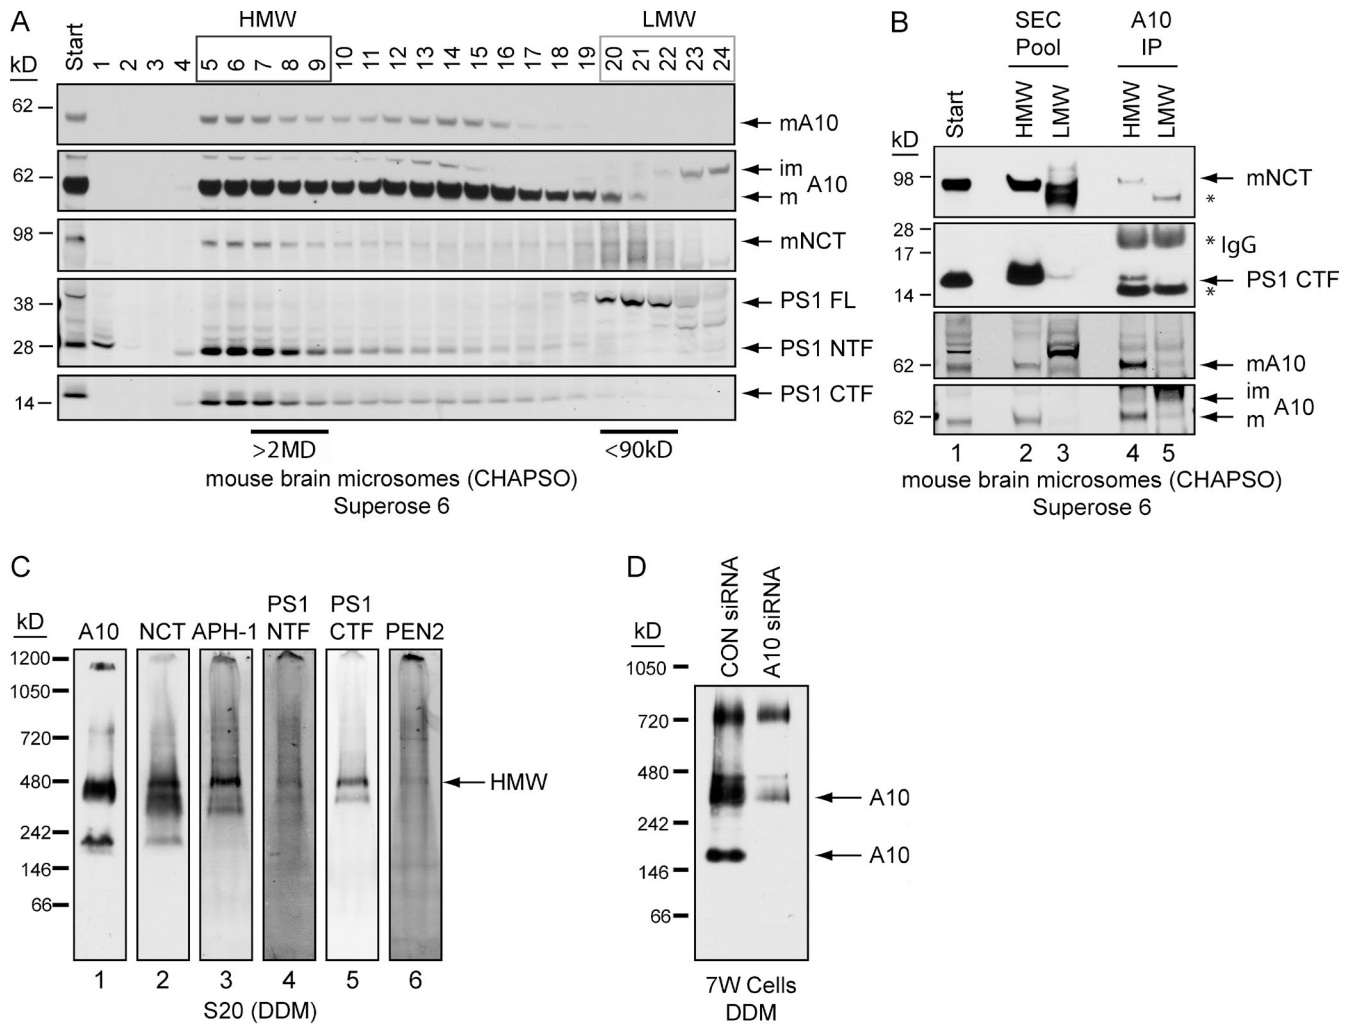 A
HMW
LMW
kD
Start
1 2 3 4 5 6 7 8 9 10 11 12 13 14 15 16 17 18 19 20 21 22 23 24
62
mA10
62
im
A10
m
98
mNCT
38
PS1 FL
28
PS1 NTF
14
PS1 CTF
>2MD
<90kD
mouse brain microsomes (CHAPSO)
Superose 6
B
SEC
Pool
A10
IP
kD
Start
HMW
LMW
HMW
LMW
98
mNCT
*
28
* IgG
17
PS1 CTF
14
*
62
mA10
im
A10
62
m
1 2 3 4 5
mouse brain microsomes (CHAPSO)
Superose 6
C
kD
A10
NCT
APH-1
PS1
NTF
PS1
CTF
PEN2
1200
1050
720
480
HMW
242
146
66
1 2 3 4 5 6
S20 (DDM)
D
kD
CON siRNA
A10 siRNA
1050
720
480
A10
242
A10
146
66
7W Cells
DDM